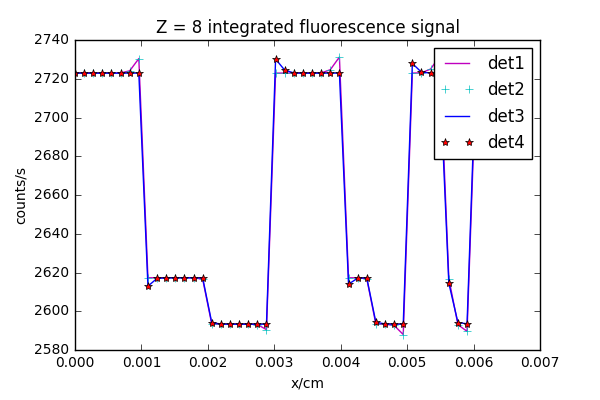 Z = 8 integrated fluorescence signal
2740
2720
2700
2680
2660
2640
2620
2600
2580
counts/s
det1
det2
det3
det4
0.000 0.001 0.002 0.003 0.004 0.005 0.006 0.007
x/cm